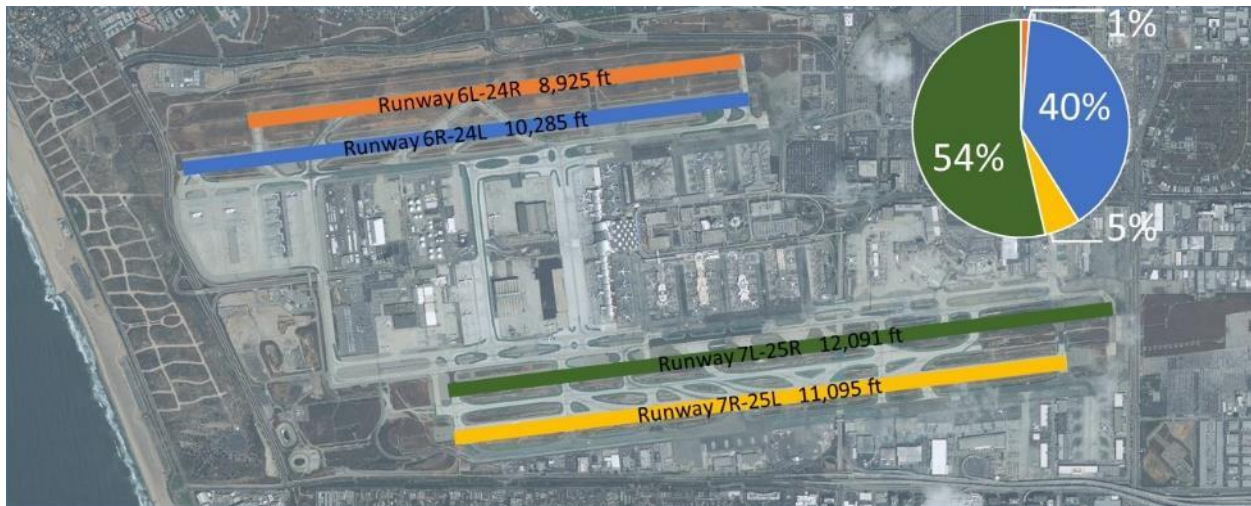 1%
Runway 6L-24R 8,925 ft
40%
Runway 6R-24L 10,285 ft
54%
5%
Runway 7L-25R 12,091 ft
Runway 7R-25L 11,095 ft